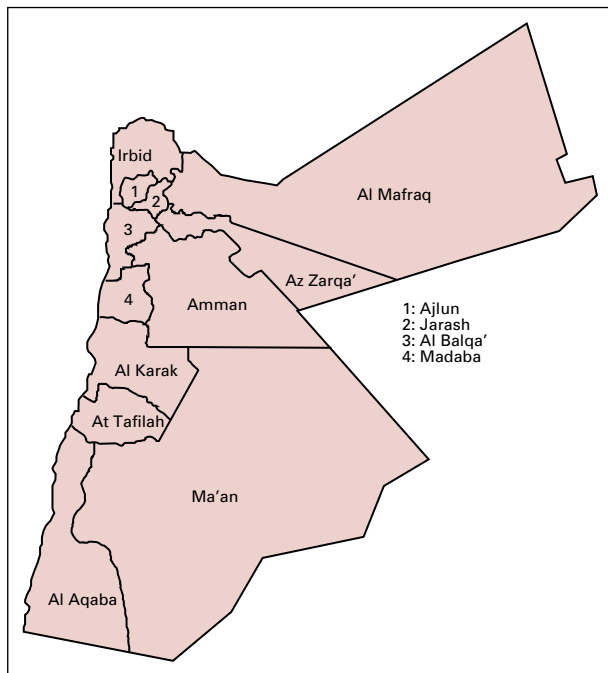 Irbid
1
2
Al Mafraq
3
Az Zarqa’
4
Amman
1: Ajlun
2: Jarash
3: Al Balqa’
4: Madaba
Al Karak
At Tafilah
Ma’an
Al Aqaba